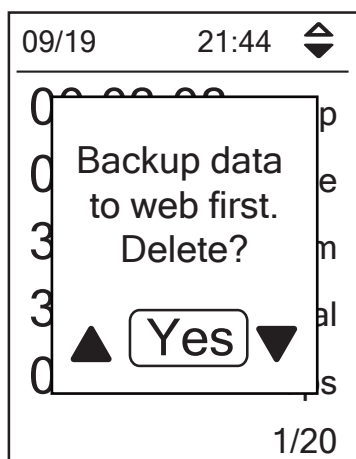 09/19 21:44
Backup data
to web first.
Delete?
Yes
1/20